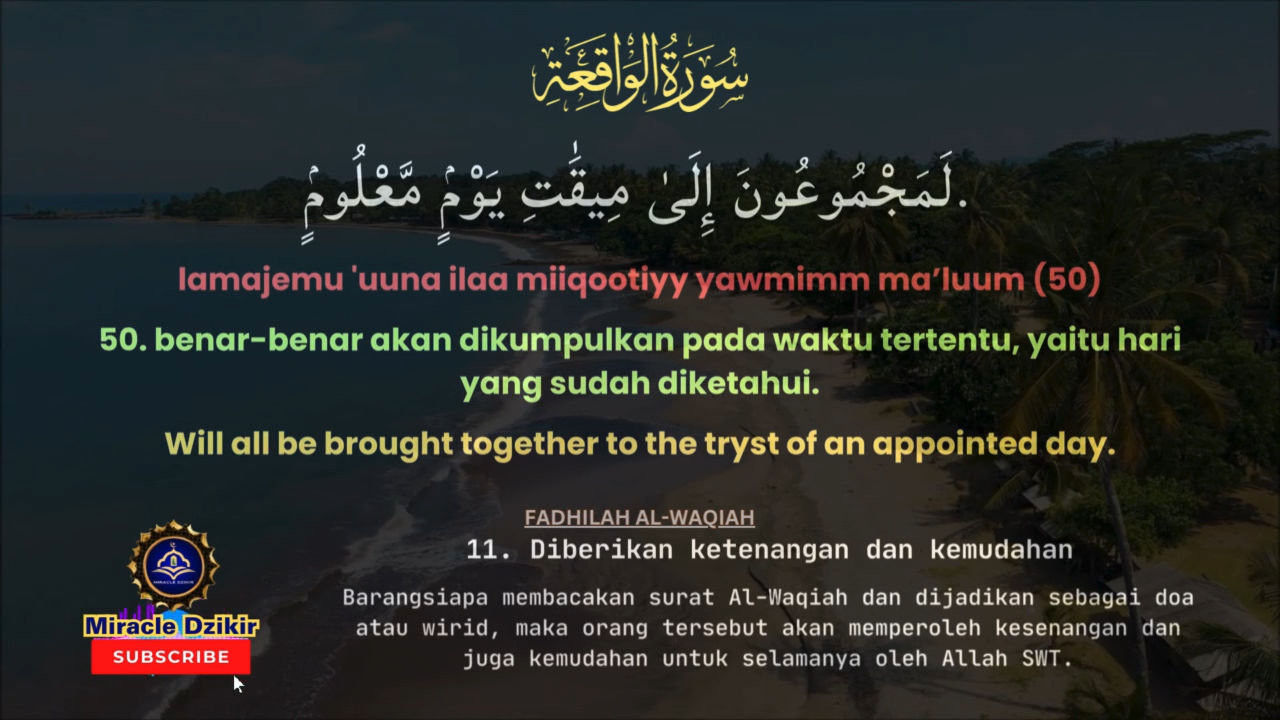 سُورَةُ الْوَاقِعَةِ
لَمَجْمُوعُونَ إِلَىٰ مِيقَٰتِ يَوْمٍۢ مَّعْلُومٍۢ.
lamajemu 'uuna ilaa miiqootiyy yawmimm ma’luum (50)
50. benar-benar akan dikumpulkan pada waktu tertentu, yaitu hari
yang sudah diketahui.
Will all be brought together to the tryst of an appointed day.
FADHILAH AL-WAQIAH
11. Diberikan ketenangan dan kemudahan
Barangsiapa membacakan surat Al-Waqiah dan dijadikan sebagai doa
atau wirid, maka orang tersebut akan memperoleh kesenangan dan
juga kemudahan untuk selamanya oleh Allah SWT.
MIRACLE DZIKIR
Miracle Dzikir
SUBSCRIBE